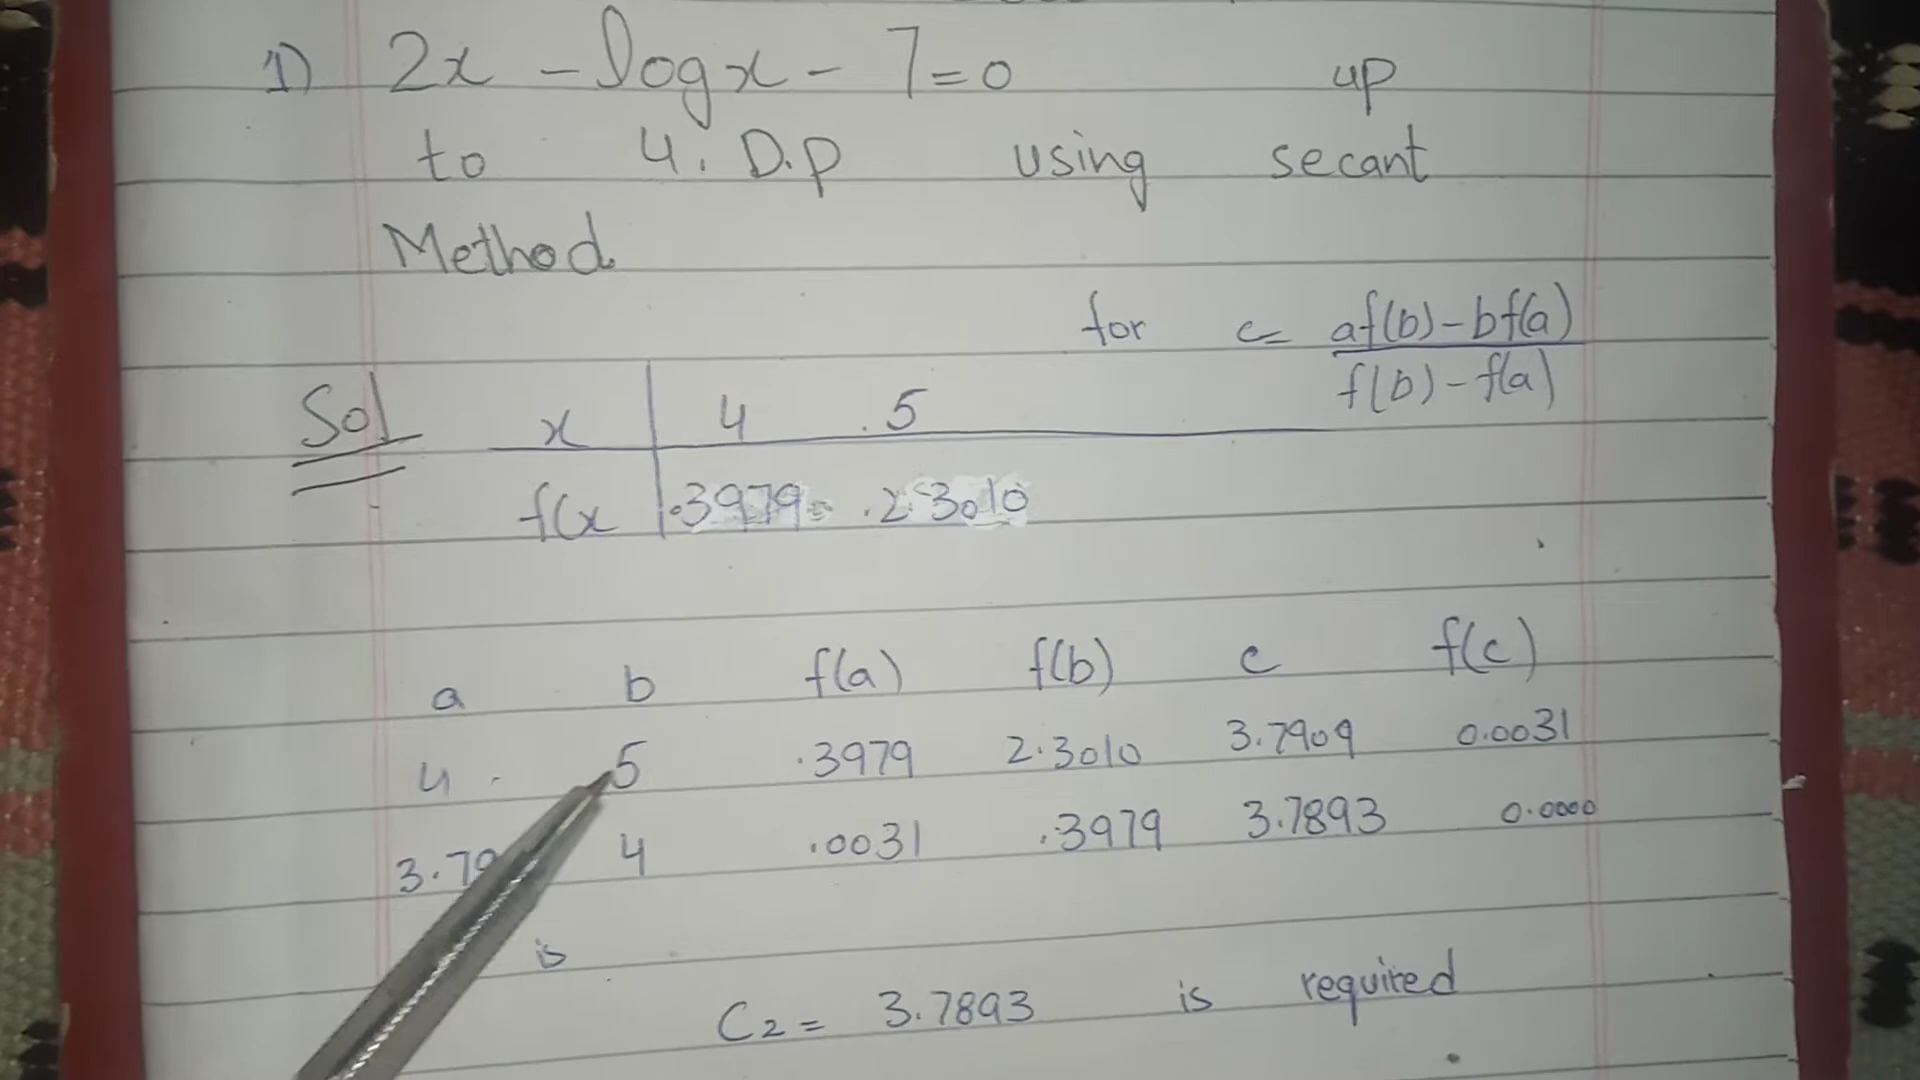 1) 2x - logx - 7 = 0 up
to 4. D.p using secant
Method.
for c = af(b) - bf(a) / f(b) - f(a)
Sol x | 4 .5
f(x | .3979 .2.3010
a b f(a) f(b) c f(c)
4 5 .3979 2.3010 3.7909 0.0031
4 .0031 .3979 3.7893 0.0000
is
C2 = 3.7893 is required